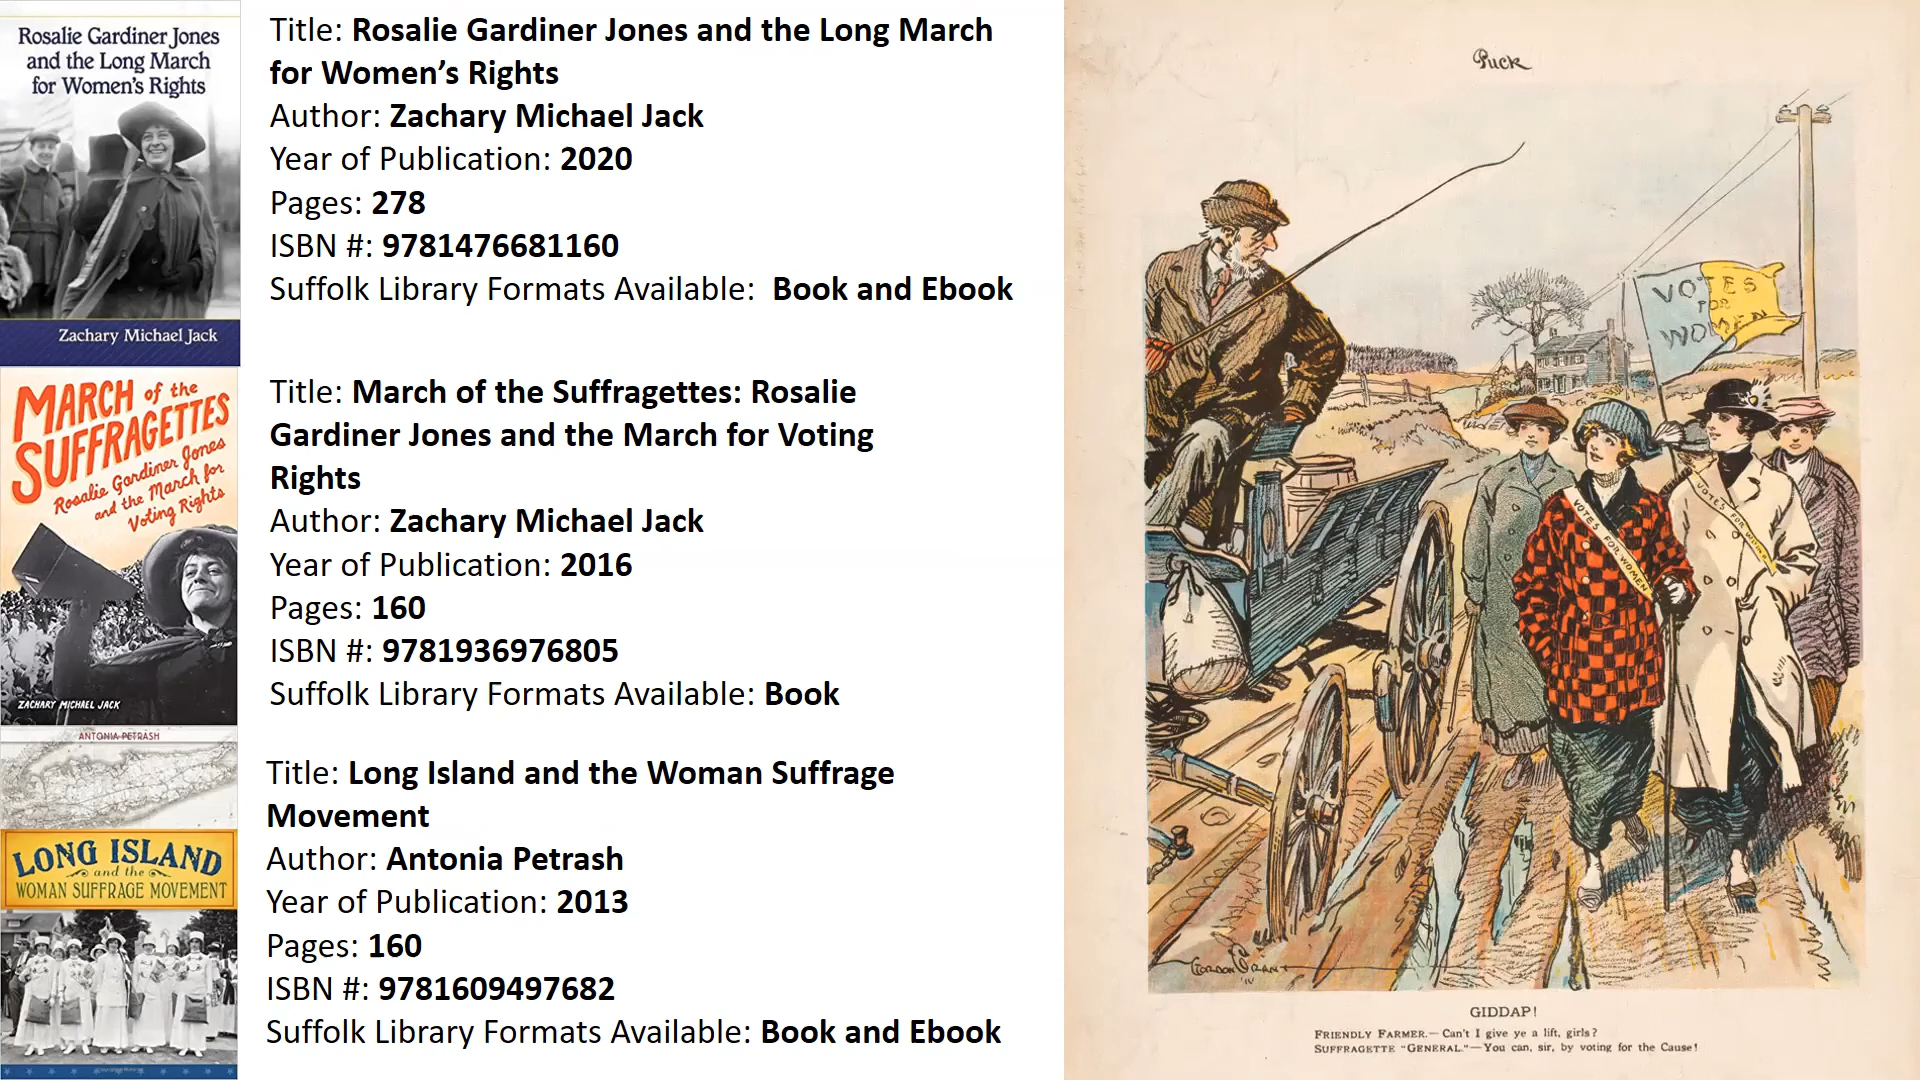 Rosalie Gardiner Jones
and the Long March
for Women's Rights
Zachary Michael Jack
Title: Rosalie Gardiner Jones and the Long March
for Women's Rights
Author: Zachary Michael Jack
Year of Publication: 2020
Pages: 278
ISBN #: 9781476681160
Suffolk Library Formats Available: Book and Ebook
MARCH of the
SUFFRAGETTES
Rosalie Gardiner Jones
and the March for
Voting Rights
ZACHARY MICHAEL JACK
Title: March of the Suffragettes: Rosalie
Gardiner Jones and the March for Voting
Rights
Author: Zachary Michael Jack
Year of Publication: 2016
Pages: 160
ISBN #: 9781936976805
Suffolk Library Formats Available: Book
ANTONIA PETRASH
LONG ISLAND
and the
WOMAN SUFFRAGE MOVEMENT
Title: Long Island and the Woman Suffrage
Movement
Author: Antonia Petrash
Year of Publication: 2013
Pages: 160
ISBN #: 9781609497682
Suffolk Library Formats Available: Book and Ebook
Puck
VOTES
FOR
WOMEN
VOTES FOR WOMEN
VOTES FOR WOMEN
GORDON GRANT
GIDDAP!
FRIENDLY FARMER.—Can't I give ye a lift, girls?
SUFFRAGETTE "GENERAL."—You can, sir, by voting for the Cause!